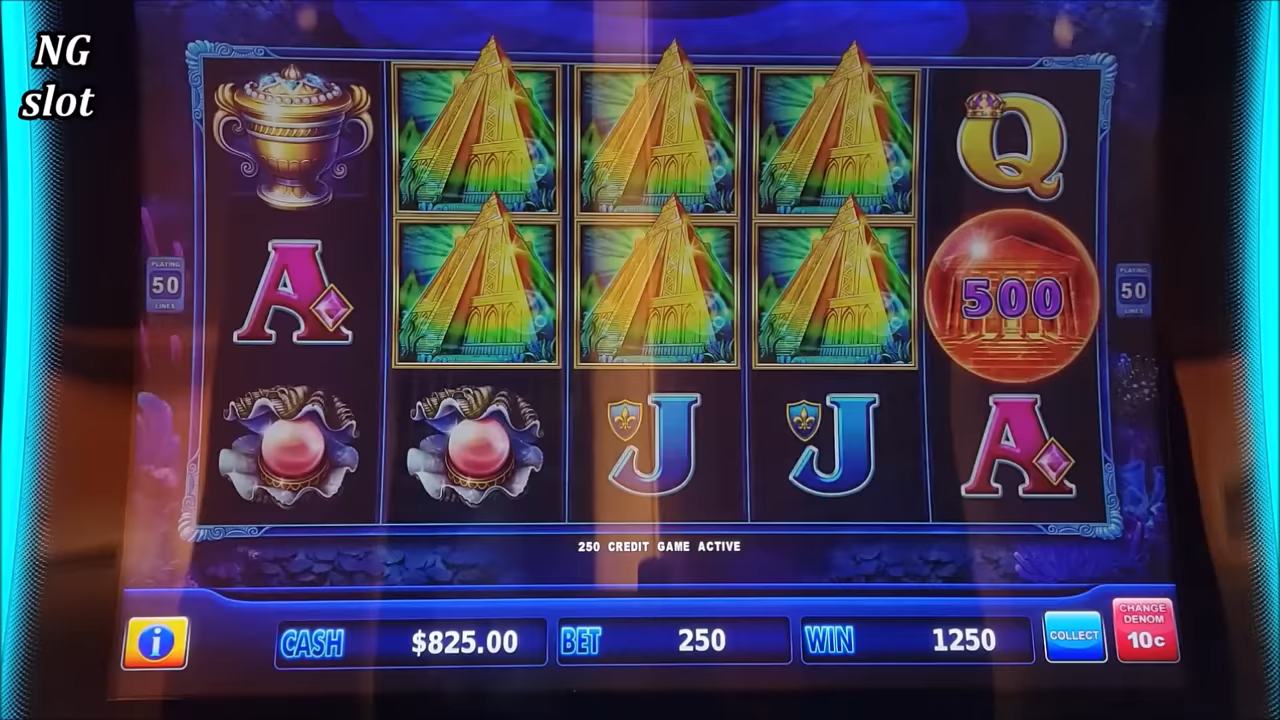 NG
slot
Q
PLAYING
50
LINES
A
500
PLAYING
50
LINES
J
J
A
250 CREDIT GAME ACTIVE
i
CASH
$825.00
BET
250
WIN
1250
COLLECT
CHANGE
DENOM
10¢